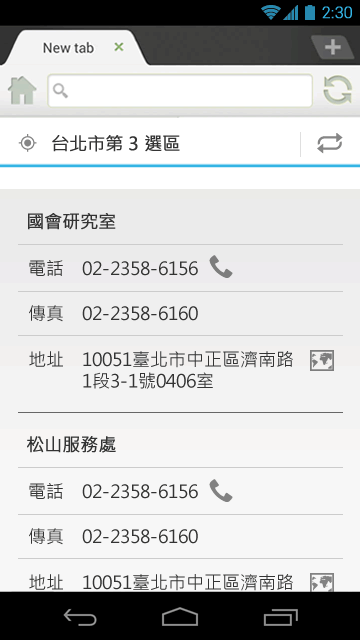 2:30
New tab
台北市第 3 選區
國會研究室
電話 02-2358-6156
傳真 02-2358-6160
地址 10051臺北市中正區濟南路
1段3-1號0406室
松山服務處
電話 02-2358-6156
傳真 02-2358-6160
地址 10051臺北市中正區濟南路